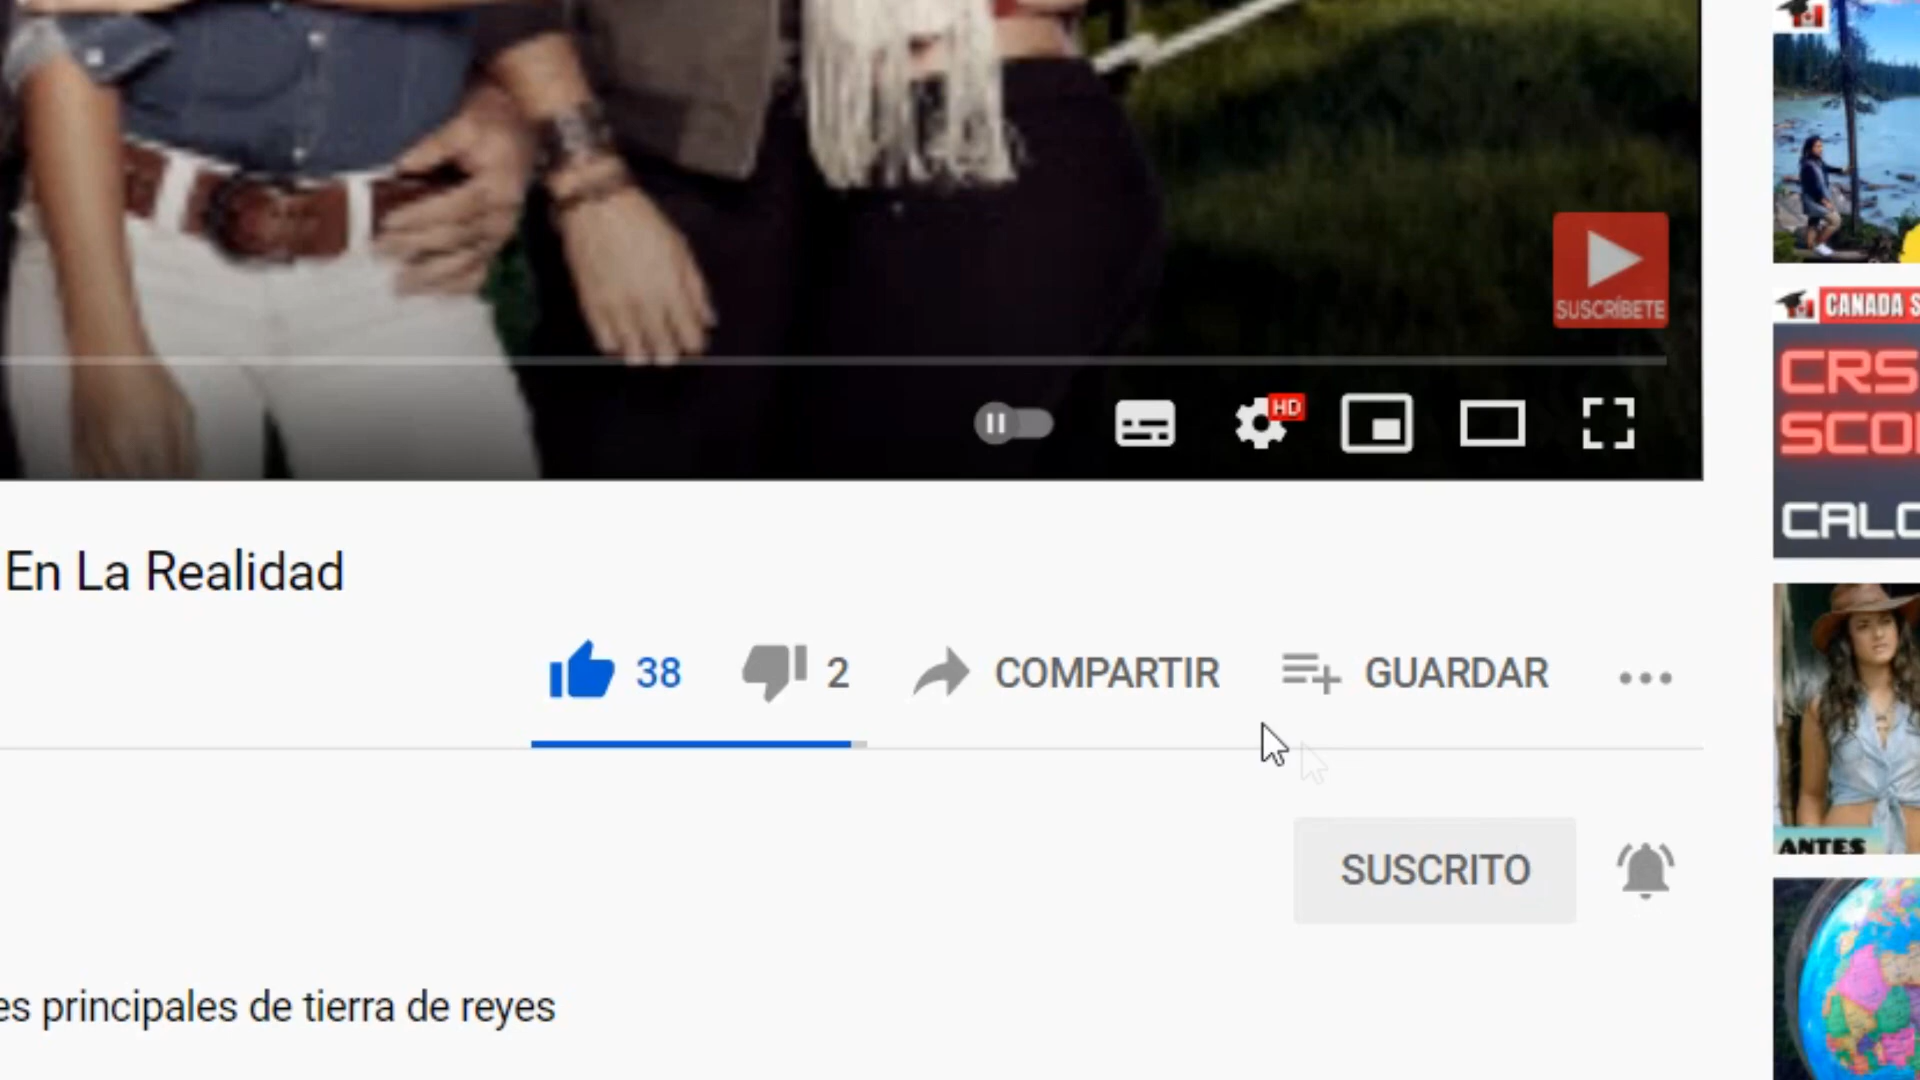 SUSCRÍBETE
HD
En La Realidad
38
2
COMPARTIR
GUARDAR
SUSCRITO
es principales de tierra de reyes
CANADA S
CRS
SCO
CALC
ANTES